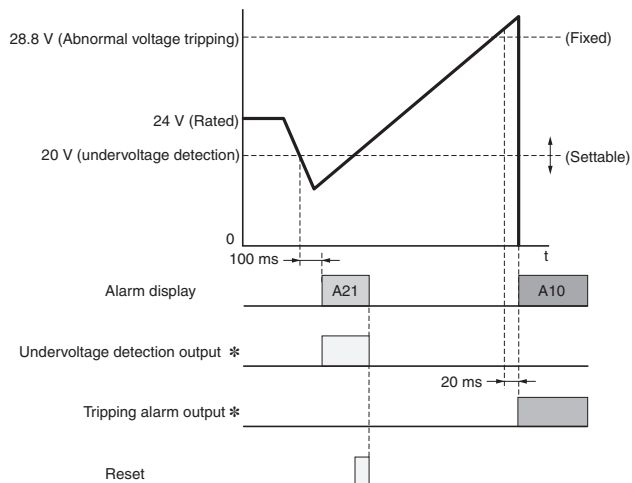 28.8 V (Abnormal voltage tripping)
(Fixed)
24 V (Rated)
20 V (undervoltage detection)
(Settable)
0
t
100 ms
Alarm display
A21
A10
Undervoltage detection output *
20 ms
Tripping alarm output *
Reset